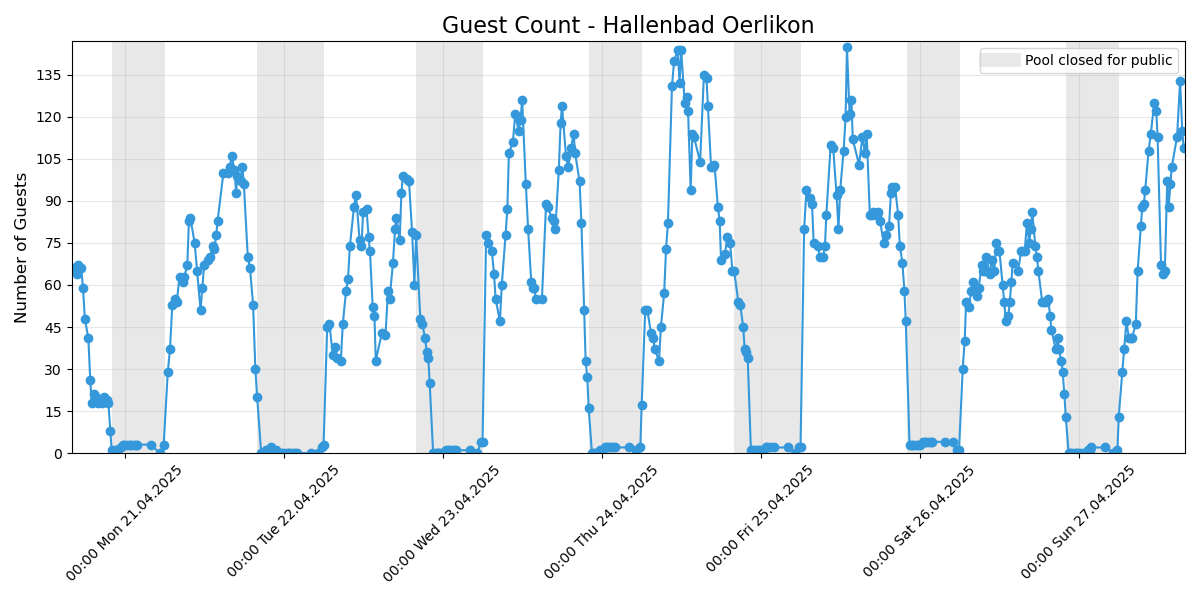 Guest Count - Hallenbad Oerlikon
Pool closed for public
Number of Guests
135
120
105
90
75
60
45
30
15
0
00:00 Mon 21.04.2025
00:00 Tue 22.04.2025
00:00 Wed 23.04.2025
00:00 Thu 24.04.2025
00:00 Fri 25.04.2025
00:00 Sat 26.04.2025
00:00 Sun 27.04.2025